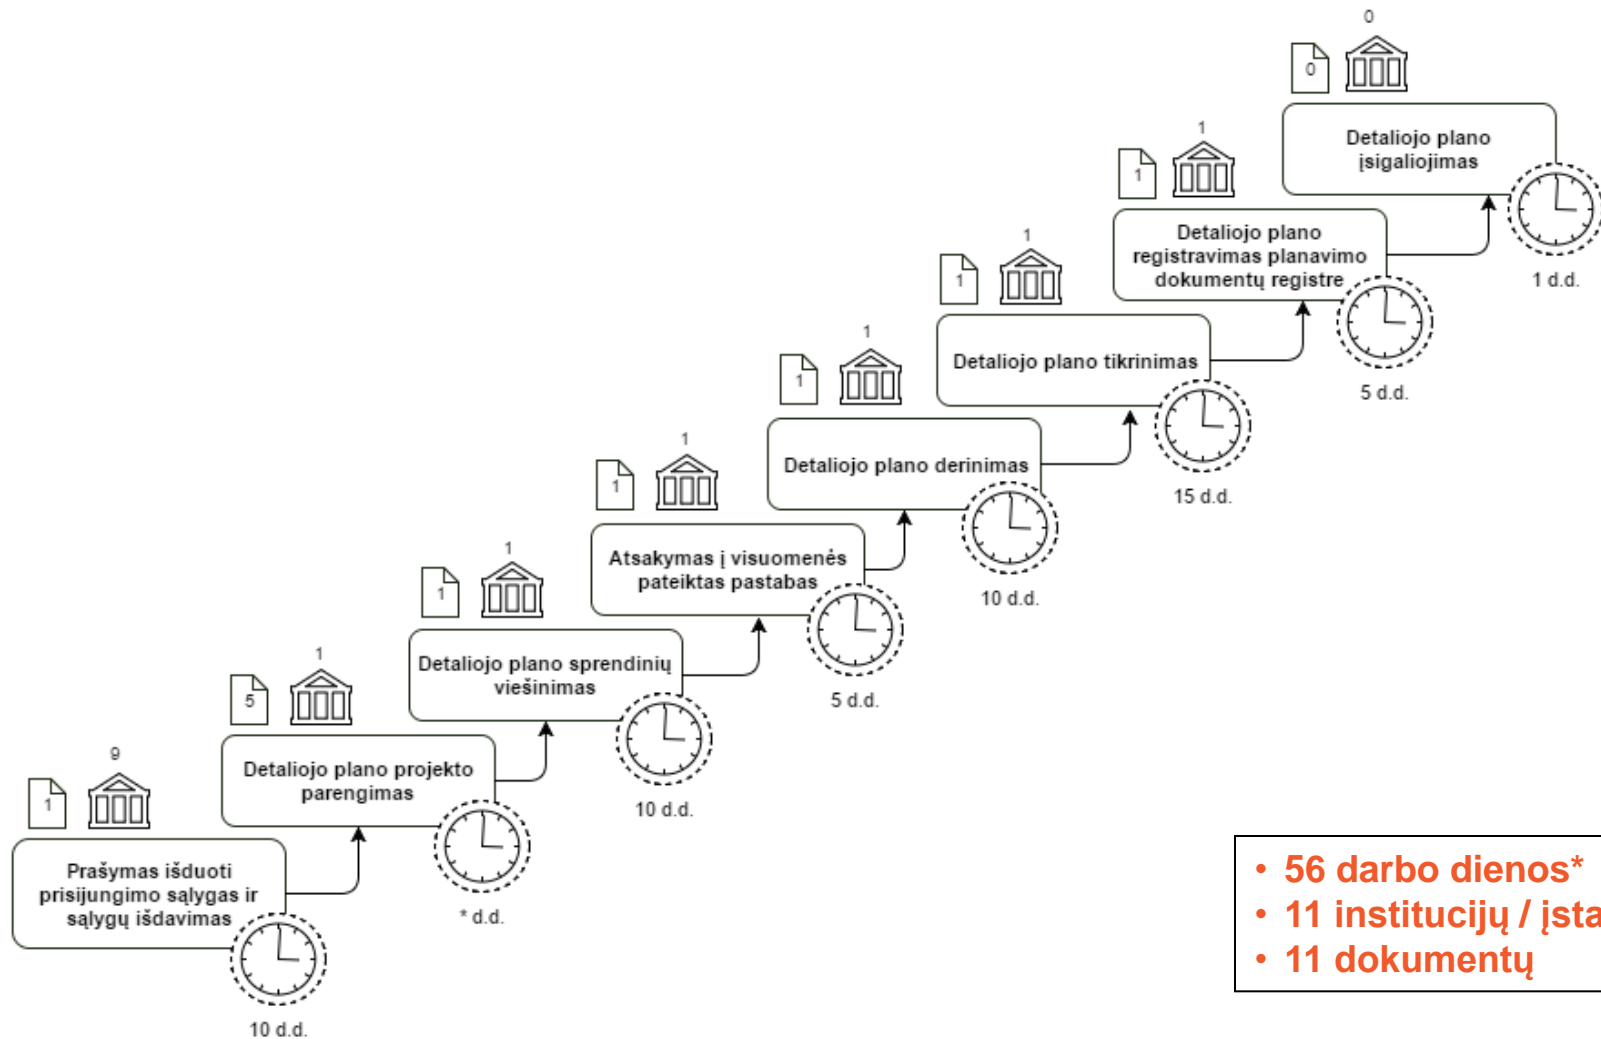 0
0
Detaliojo plano
įsigaliojimas
1 d.d.
1
1
Detaliojo plano
registravimas planavimo
dokumentų registre
5 d.d.
1
1
Detaliojo plano tikrinimas
15 d.d.
1
1
Detaliojo plano derinimas
10 d.d.
1
1
Atsakymas į visuomenės
pateiktas pastabas
5 d.d.
1
1
Detaliojo plano sprendinių
viešinimas
10 d.d.
1
5
Detaliojo plano projekto
parengimas
* d.d.
9
1
Prašymas išduoti
prisijungimo sąlygas ir
sąlygų išdavimas
10 d.d.
• 56 darbo dienos*
• 11 institucijų / įsta
• 11 dokumentų